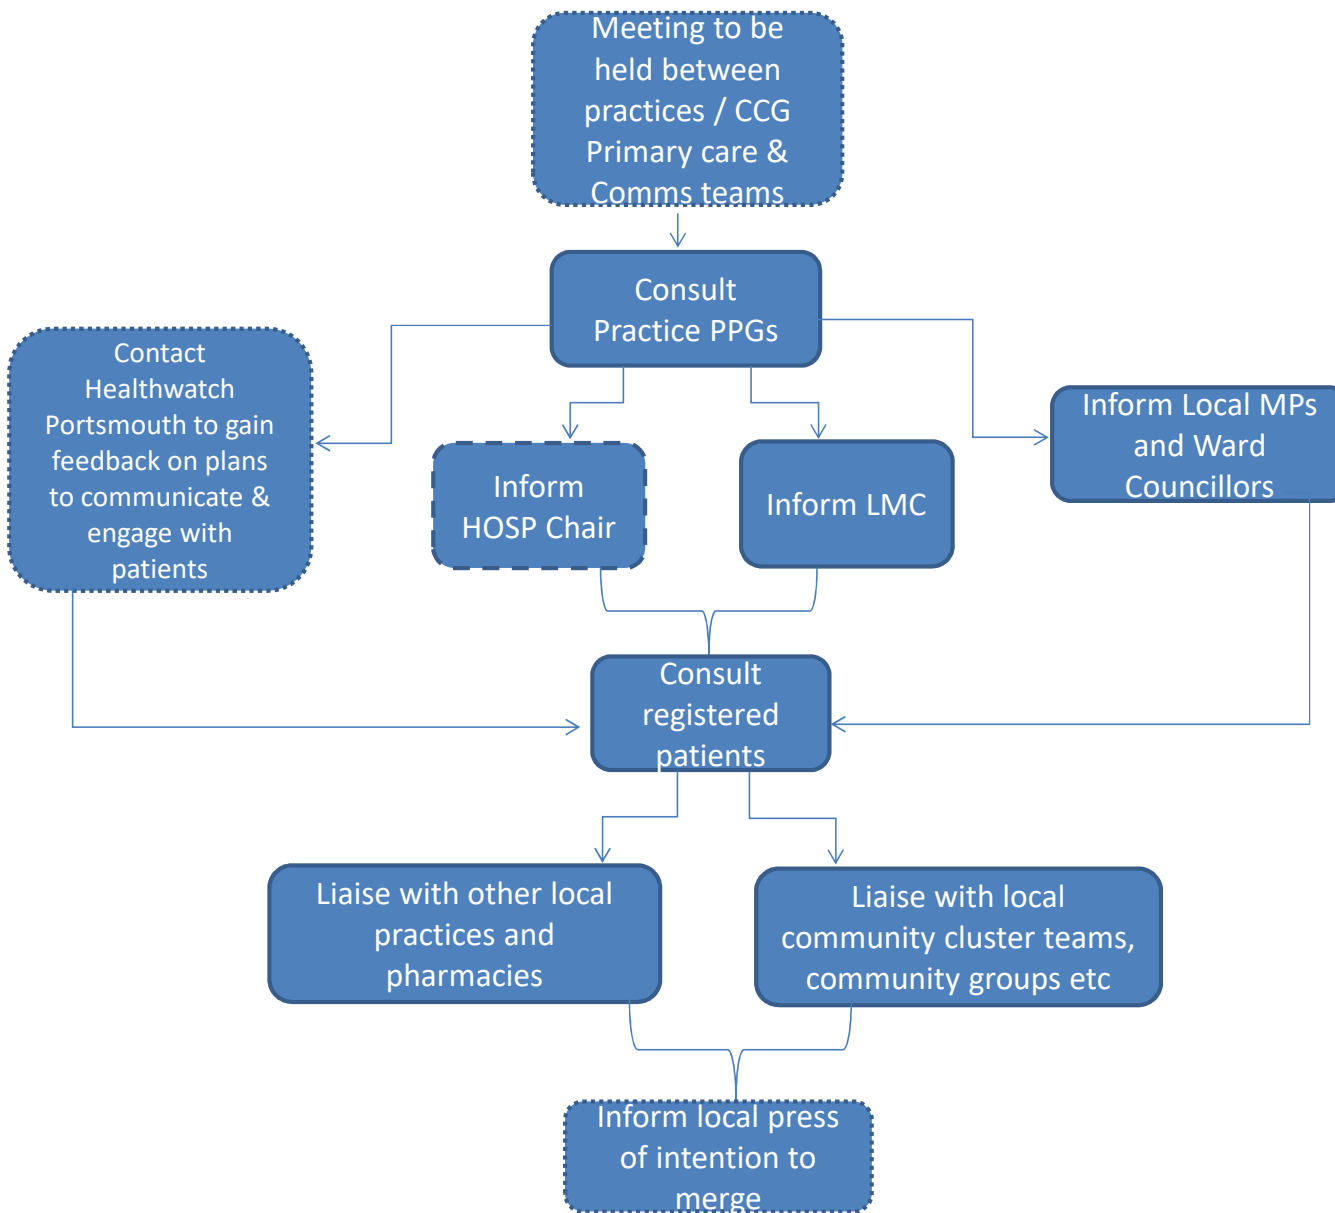 Meeting to be
held between
practices / CCG
Primary care &
Comms teams
Consult
Practice PPGs
Contact
Healthwatch
Portsmouth to gain
feedback on plans
to communicate &
engage with
patients
Inform
HOSP Chair
Inform LMC
Inform Local MPs
and Ward
Councillors
Consult
registered
patients
Liaise with other local
practices and
pharmacies
Liaise with local
community cluster teams,
community groups etc
Inform local press
of intention to
merge